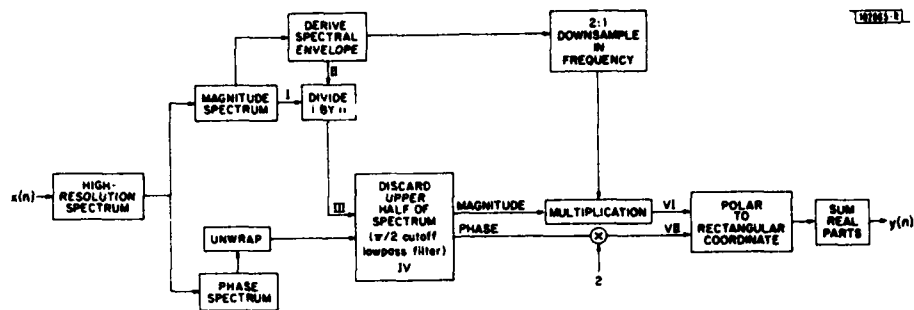 DERIVE
SPECTRAL
ENVELOPE
2:1
DOWNSAMPLE
IN
FREQUENCY
II
MAGNITUDE
SPECTRUM
I
DIVIDE
I BY II
x(n)
HIGH-
RESOLUTION
SPECTRUM
III
DISCARD
UPPER
HALF OF
SPECTRUM
(π/2 cutoff
lowpass filter)
IV
MAGNITUDE
MULTIPLICATION
VI
POLAR
TO
RECTANGULAR
COORDINATE
SUM
REAL
PARTS
y(n)
UNWRAP
PHASE
×
VII
2
PHASE
SPECTRUM